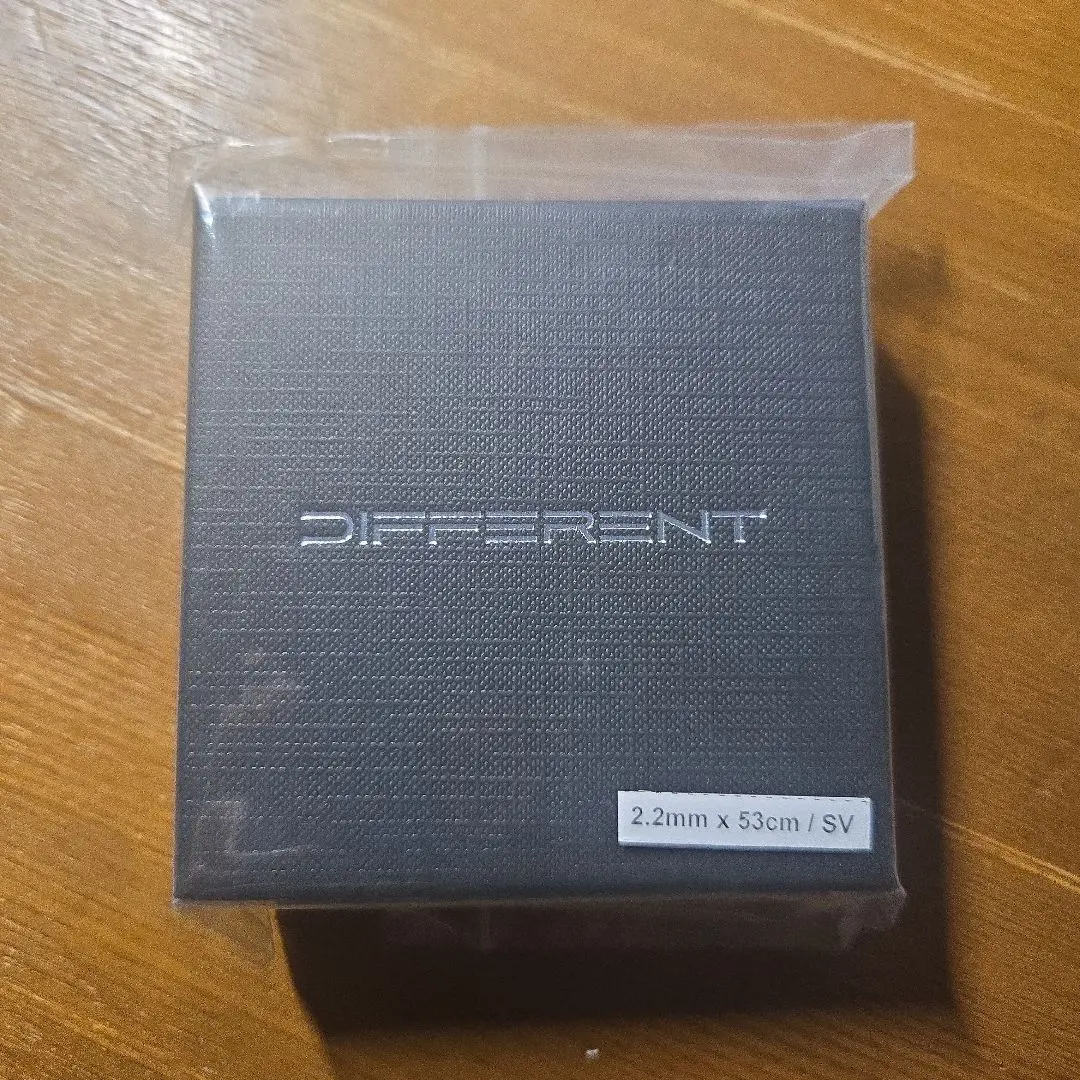 DIFFERENT
2.2mm x 53cm / SV